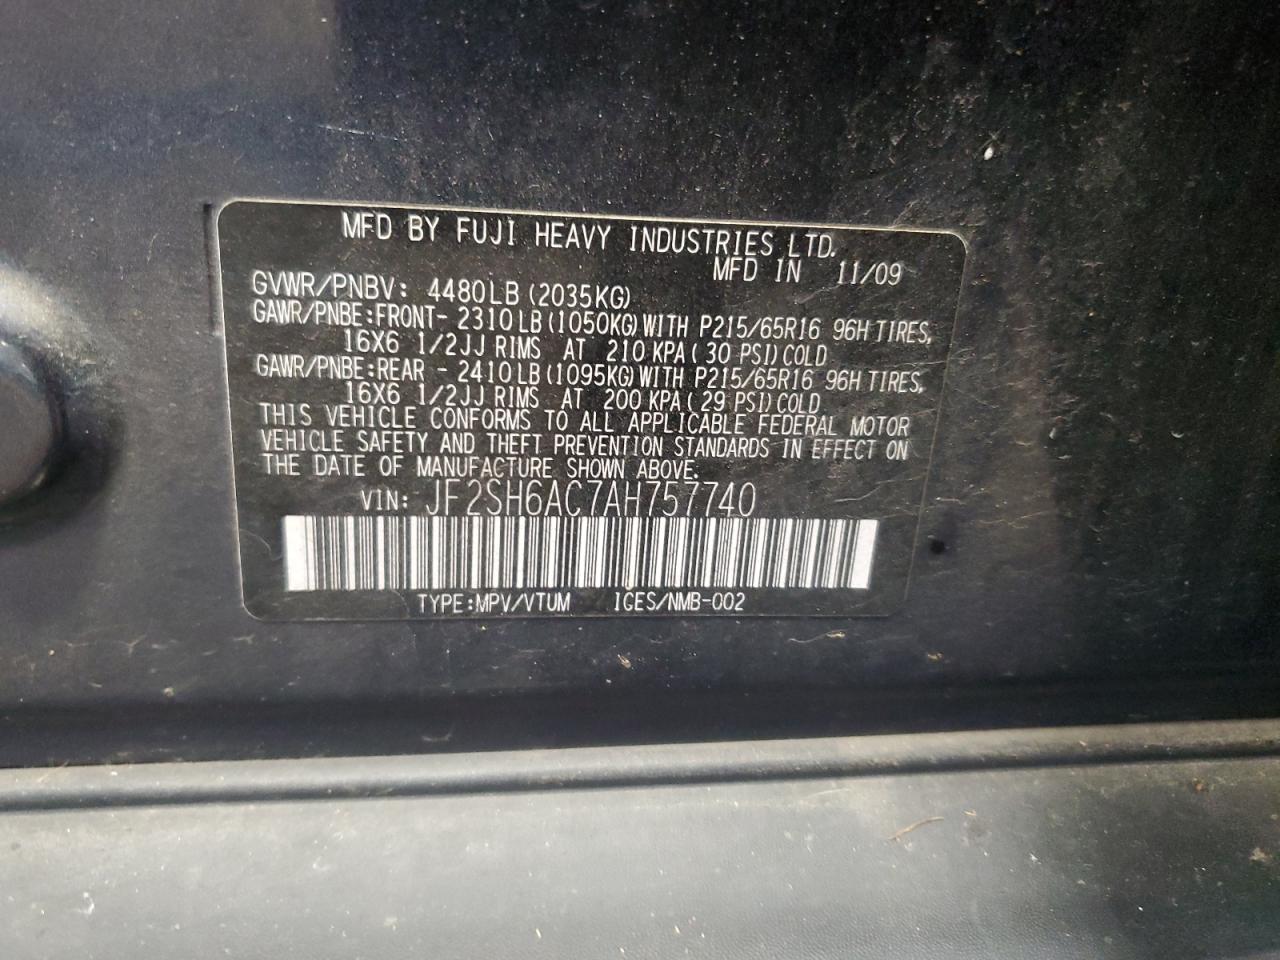 MFD BY FUJI HEAVY INDUSTRIES LTD.
MFD IN 11/09
GVWR/PNBV: 4480LB (2035KG)
GAWR/PNBE:FRONT- 2310LB(1050KG)WITH P215/65R16 96H TIRES,
16X6 1/2JJ RIMS AT 210 KPA(30 PSI)COLD
GAWR/PNBE:REAR - 2410LB(1095KG)WITH P215/65R16 96H TIRES,
16X6 1/2JJ RIMS AT 200 KPA(29 PSI)COLD
THIS VEHICLE CONFORMS TO ALL APPLICABLE FEDERAL MOTOR
VEHICLE SAFETY AND THEFT PREVENTION STANDARDS IN EFFECT ON
THE DATE OF MANUFACTURE SHOWN ABOVE.
VIN: JF2SH6AC7AH757740
TYPE:MPV/VTUM ICES/NMB-002